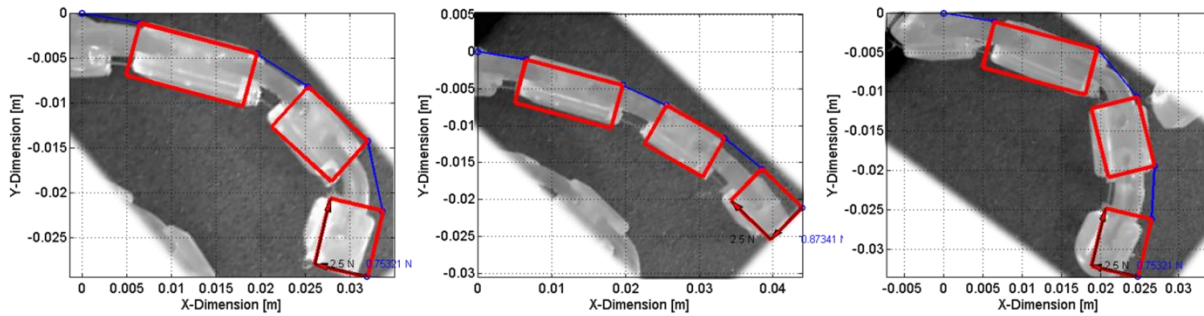 0
-0.005
-0.01
-0.015
-0.02
-0.025
Y-Dimension [m]
2.5 N
0.75321 N
0 0.005 0.01 0.015 0.02 0.025 0.03
X-Dimension [m]
0.005
0
-0.005
-0.01
-0.015
-0.02
-0.025
-0.03
Y-Dimension [m]
2.5 N
0.87341 N
0 0.01 0.02 0.03 0.04
X-Dimension [m]
0
-0.005
-0.01
-0.015
-0.02
-0.025
-0.03
Y-Dimension [m]
2.5 N
0.75321 N
-0.005 0 0.005 0.01 0.015 0.02 0.025 0.03
X-Dimension [m]